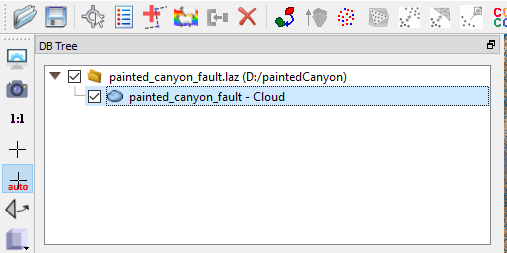 DB Tree
painted_canyon_fault.laz (D:/paintedCanyon)
painted_canyon_fault - Cloud
1:1
auto